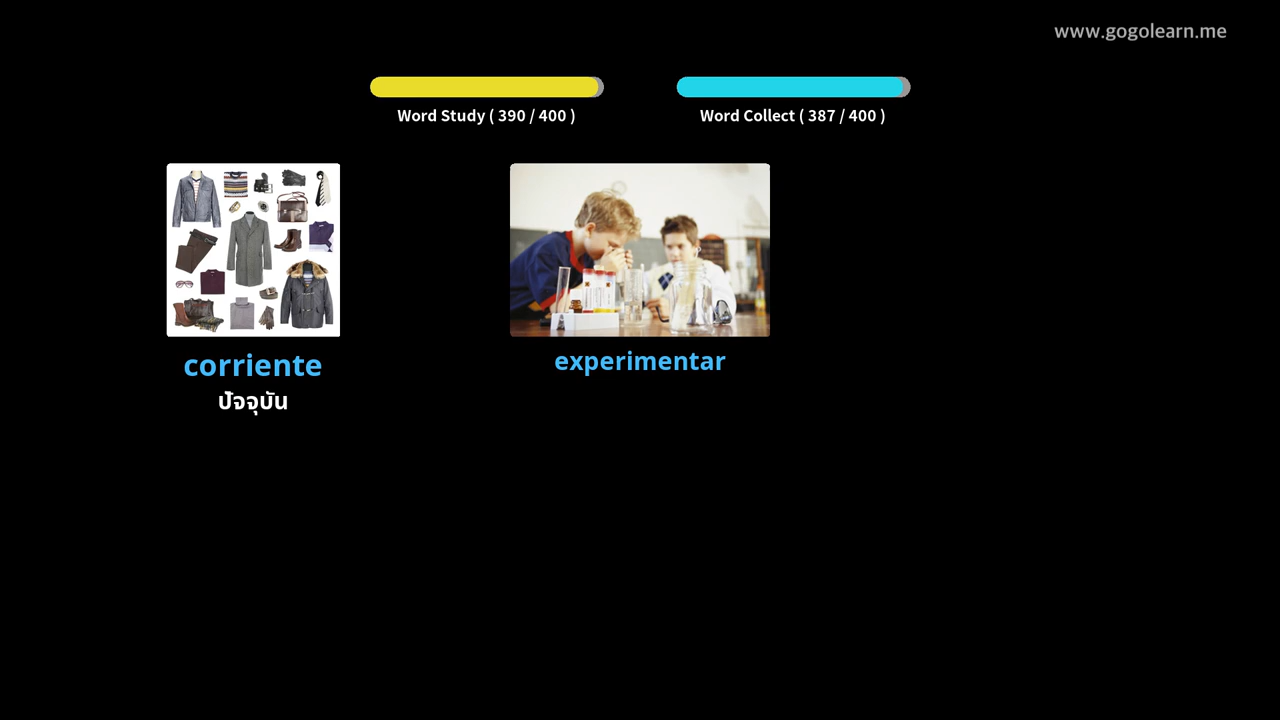 www.gogolearn.me
Word Study ( 390 / 400 )
Word Collect ( 387 / 400 )
corriente
ปัจจุบัน
experimentar